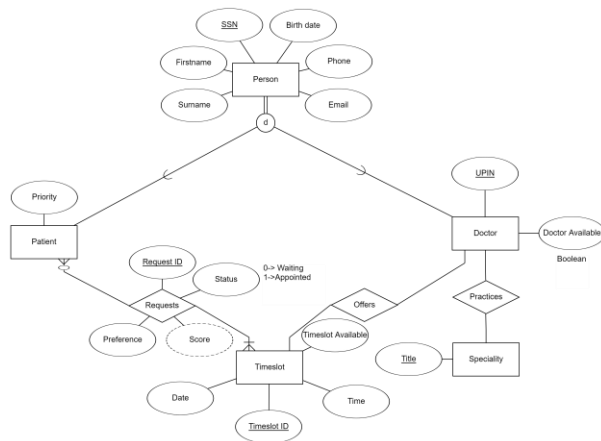 SSN
Birth date
Firstname
Phone
Person
Surname
Email
d
UPIN
Priority
Patient
Doctor
Doctor Available
Boolean
Request ID
Status
0-> Waiting
1->Appointed
Requests
Offers
Practices
Preference
Score
Timeslot Available
Timeslot
Title
Speciality
Date
Time
Timeslot ID